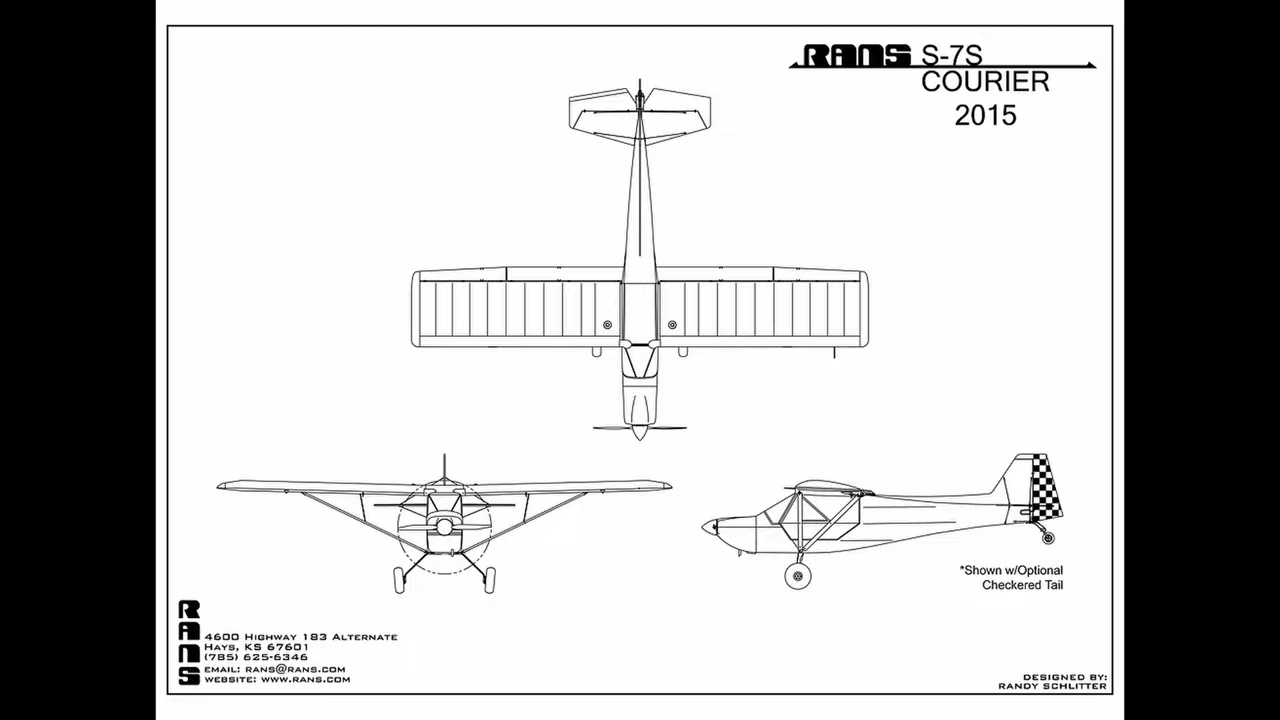 RANS S-7S
COURIER
2015
*Shown w/Optional
Checkered Tail
RANS
4600 HIGHWAY 183 ALTERNATE
HAYS, KS 67601
(785) 625-6346
EMAIL: RANS@RANS.COM
WEBSITE: WWW.RANS.COM
DESIGNED BY:
RANDY SCHLITTER